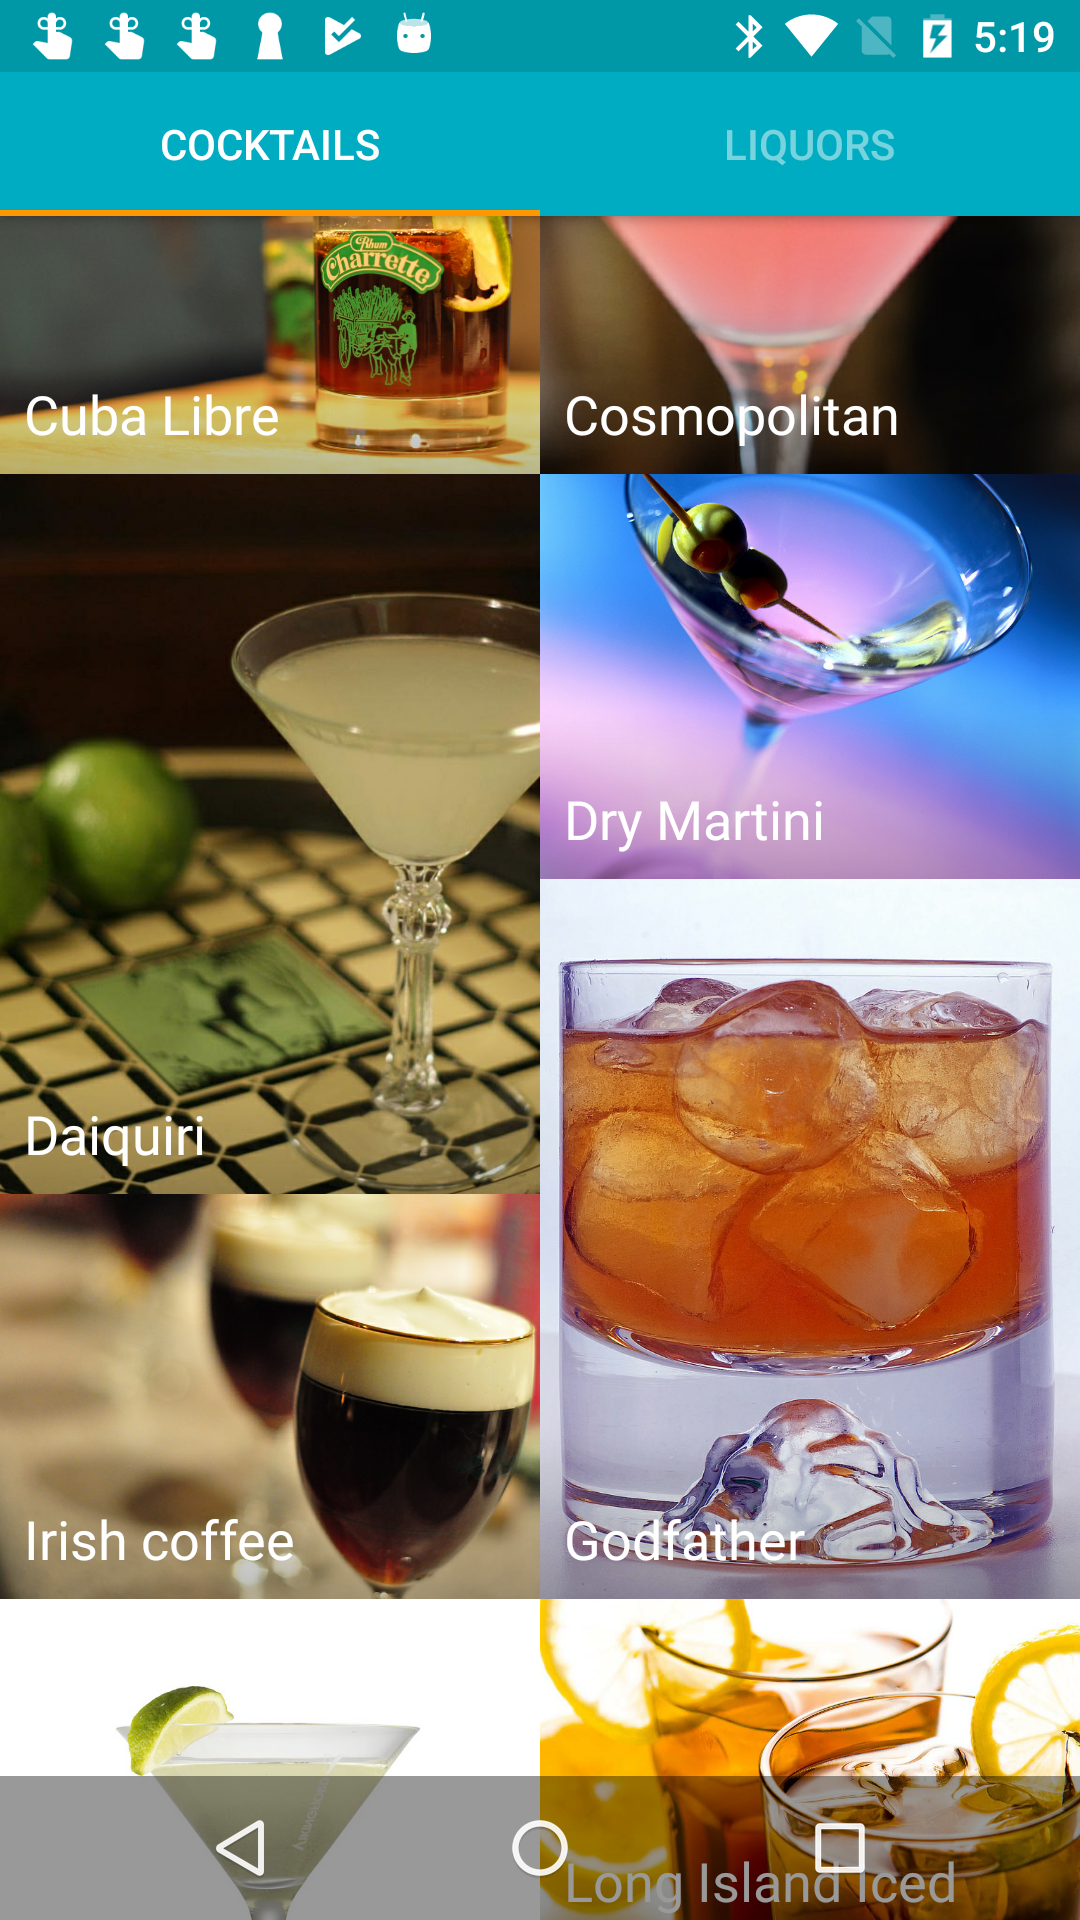 5:19
COCKTAILS
LIQUORS
Rhum
Charrette
Cuba Libre
Cosmopolitan
Dry Martini
Daiquiri
Irish coffee
Godfather
Long Island Iced